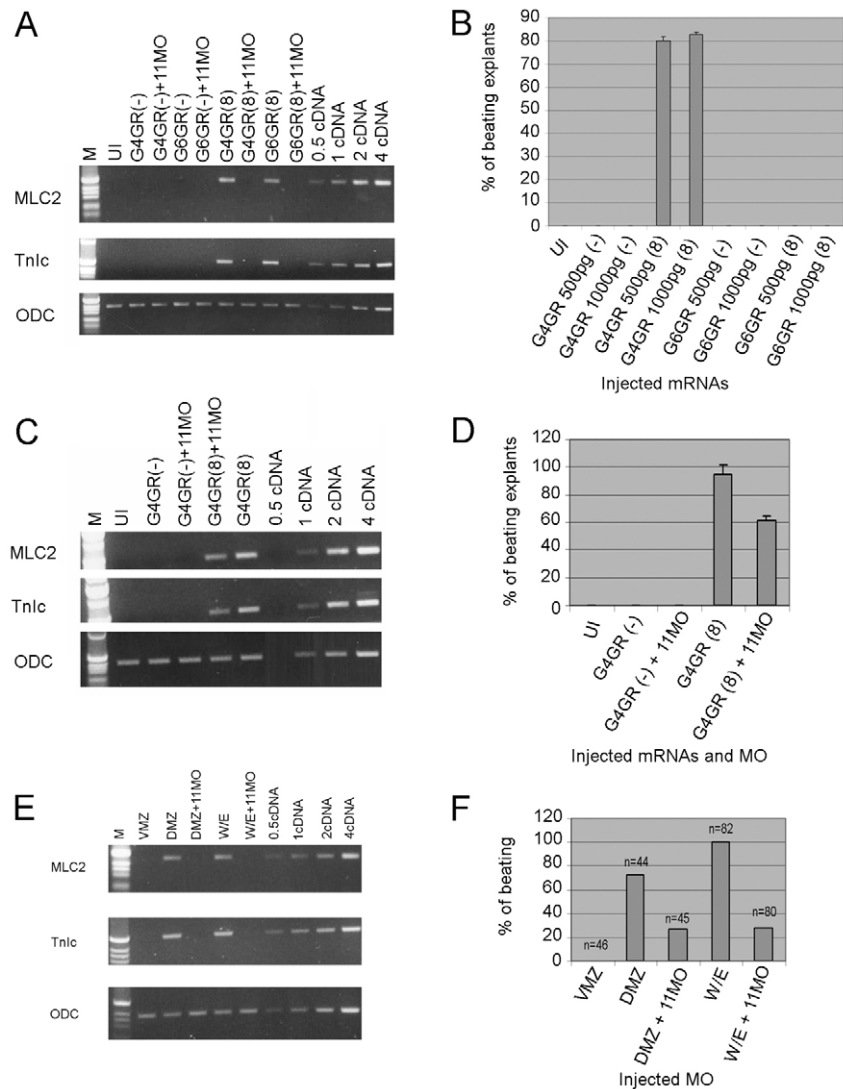 A
M
UI
G4GR(-)
G4GR(-)+11MO
G6GR(-)
G6GR(-)+11MO
G4GR(8)
G4GR(8)+11MO
G6GR(8)
G6GR(8)+11MO
0.5 cDNA
1 cDNA
2 cDNA
4 cDNA
MLC2
TnIc
ODC
B
% of beating explants
90
80
70
60
50
40
30
20
10
0
UI
G4GR 500pg (-)
G4GR 1000pg (-)
G4GR 500pg (8)
G4GR 1000pg (8)
G6GR 500pg (-)
G6GR 1000pg (-)
G6GR 500pg (8)
G6GR 1000pg (8)
Injected mRNAs
C
M
UI
G4GR(-)
G4GR(-)+11MO
G4GR(8)+11MO
G4GR(8)
0.5 cDNA
1 cDNA
2 cDNA
4 cDNA
MLC2
TnIc
ODC
D
% of beating explants
120
100
80
60
40
20
0
UI
G4GR (-)
G4GR (-) + 11MO
G4GR (8)
G4GR (8) + 11MO
Injected mRNAs and MO
E
M
VMZ
DMZ
DMZ+11MO
W/E
W/E+11MO
0.5cDNA
1cDNA
2cDNA
4cDNA
MLC2
TnIc
ODC
F
% of beating
120
100
80
60
40
20
0
n=46
n=44
n=45
n=82
n=80
VMZ
DMZ
DMZ + 11MO
W/E
W/E + 11MO
Injected MO